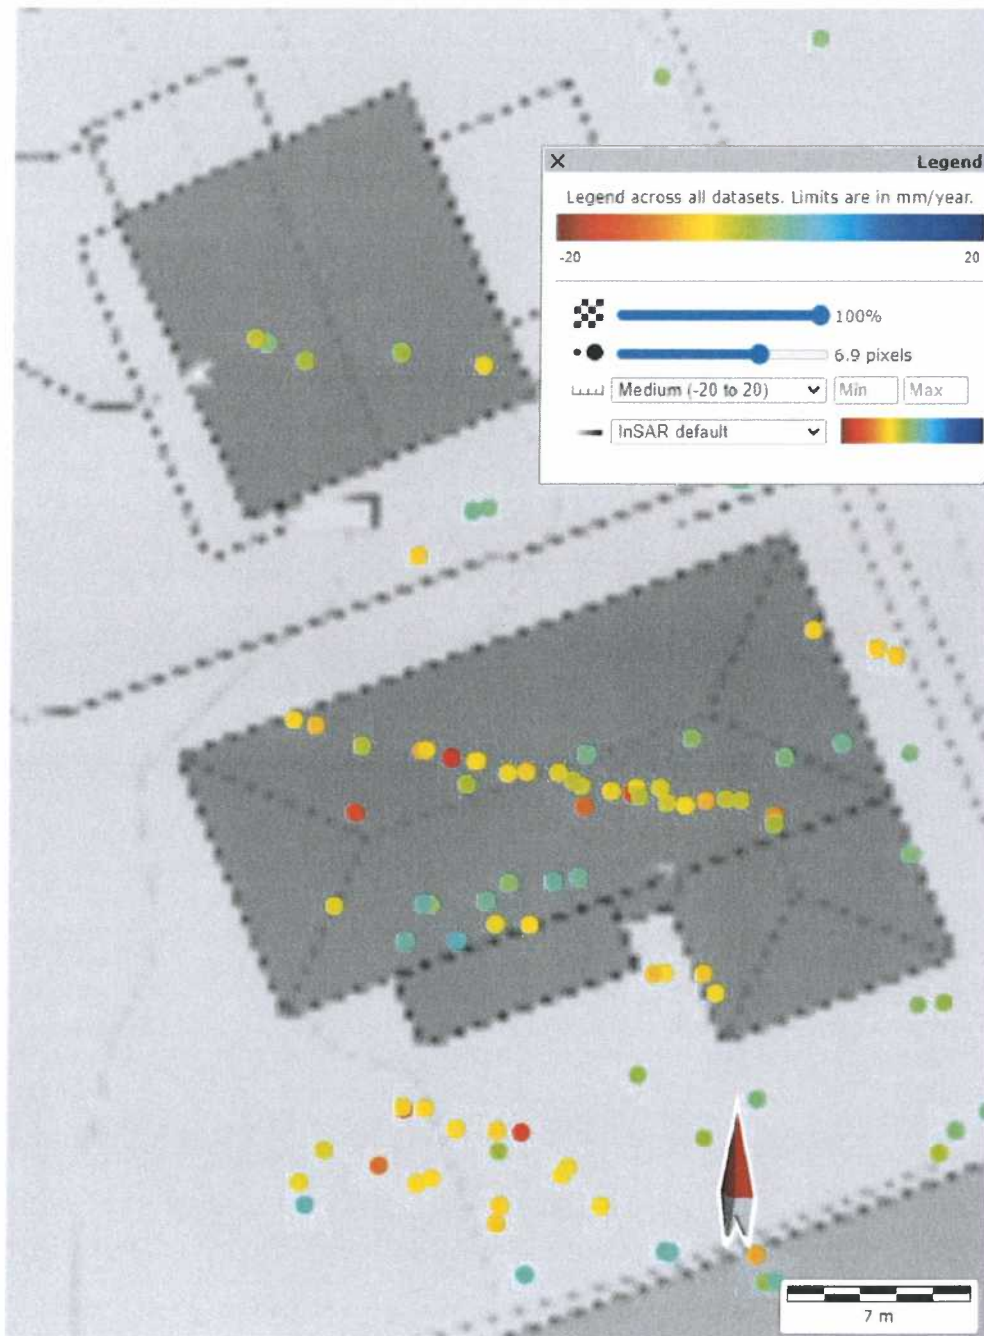 Legend
Legend across all datasets. Limits are in mm/year.
-20 20
100%
6.9 pixels
Medium (-20 to 20) Min Max
InSAR default
7 m